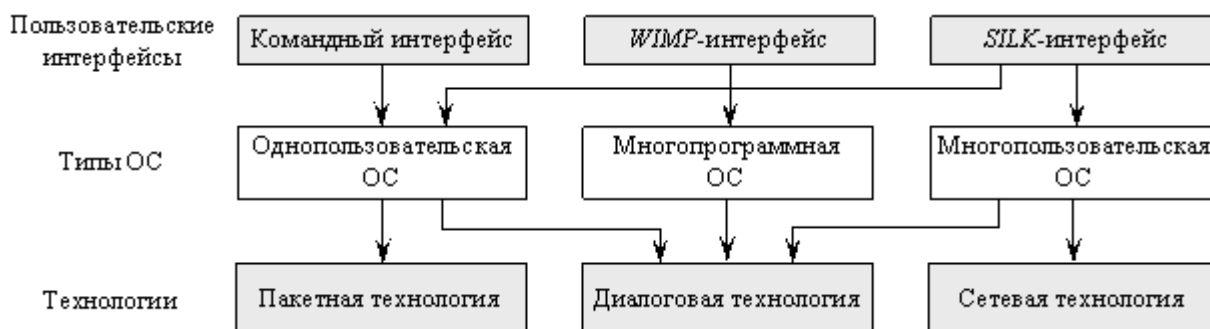 Пользовательские
интерфейсы
Командный интерфейс
WIMP-интерфейс
SILK-интерфейс
Типы ОС
Однопользовательская
ОС
Многопрограммная
ОС
Многопользовательская
ОС
Технологии
Пакетная технология
Диалоговая технология
Сетевая технология